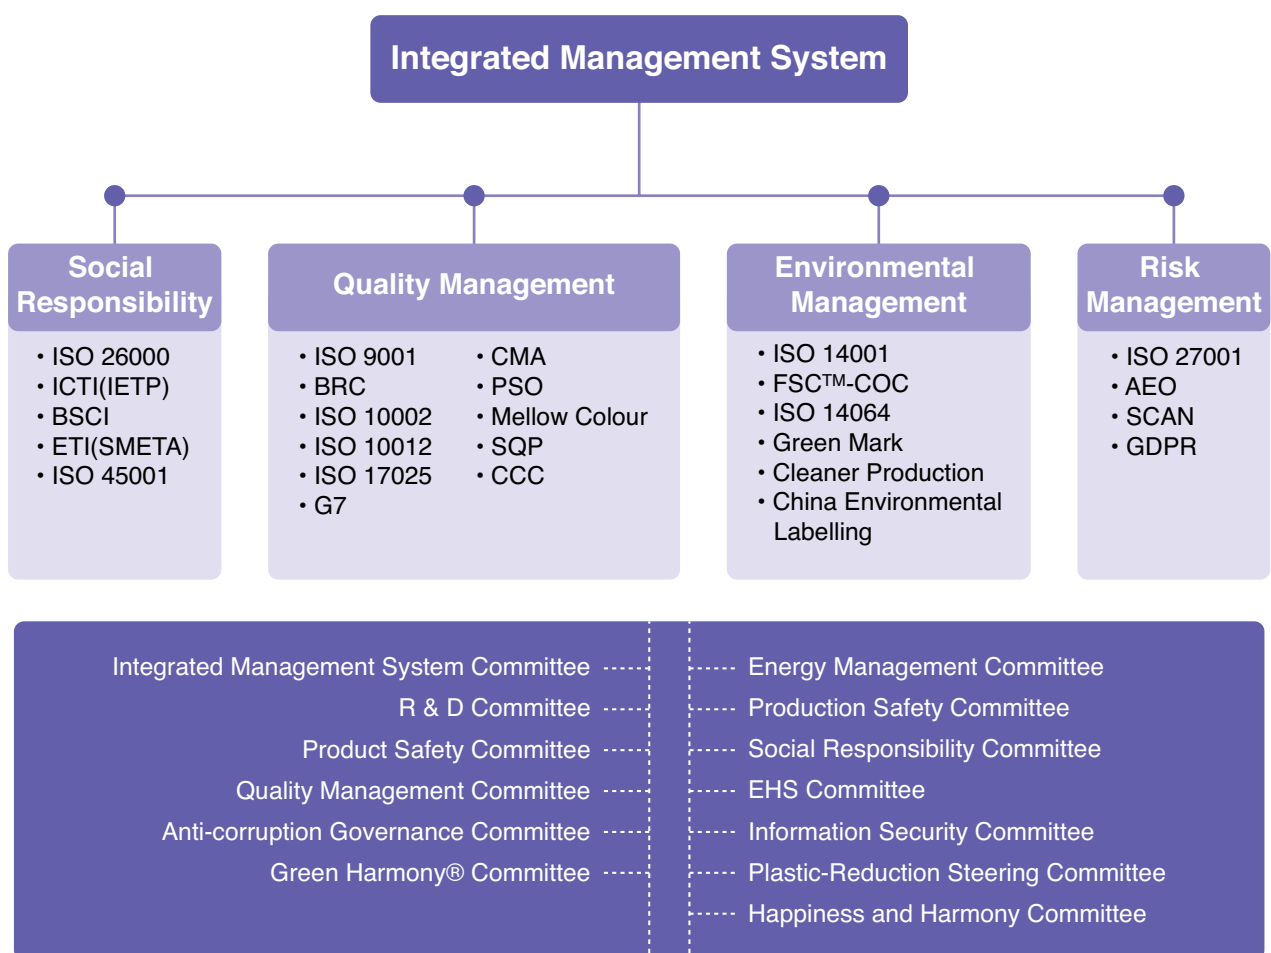 Integrated Management System
Social
Responsibility
• ISO 26000
• ICTI(IETP)
• BSCI
• ETI(SMETA)
• ISO 45001
Quality Management
• ISO 9001
• BRC
• ISO 10002
• ISO 10012
• ISO 17025
• G7
• CMA
• PSO
• Mellow Colour
• SQP
• CCC
Environmental
Management
• ISO 14001
• FSC™-COC
• ISO 14064
• Green Mark
• Cleaner Production
• China Environmental
Labelling
Risk
Management
• ISO 27001
• AEO
• SCAN
• GDPR
Integrated Management System Committee
R & D Committee
Product Safety Committee
Quality Management Committee
Anti-corruption Governance Committee
Green Harmony® Committee
Energy Management Committee
Production Safety Committee
Social Responsibility Committee
EHS Committee
Information Security Committee
Plastic-Reduction Steering Committee
Happiness and Harmony Committee